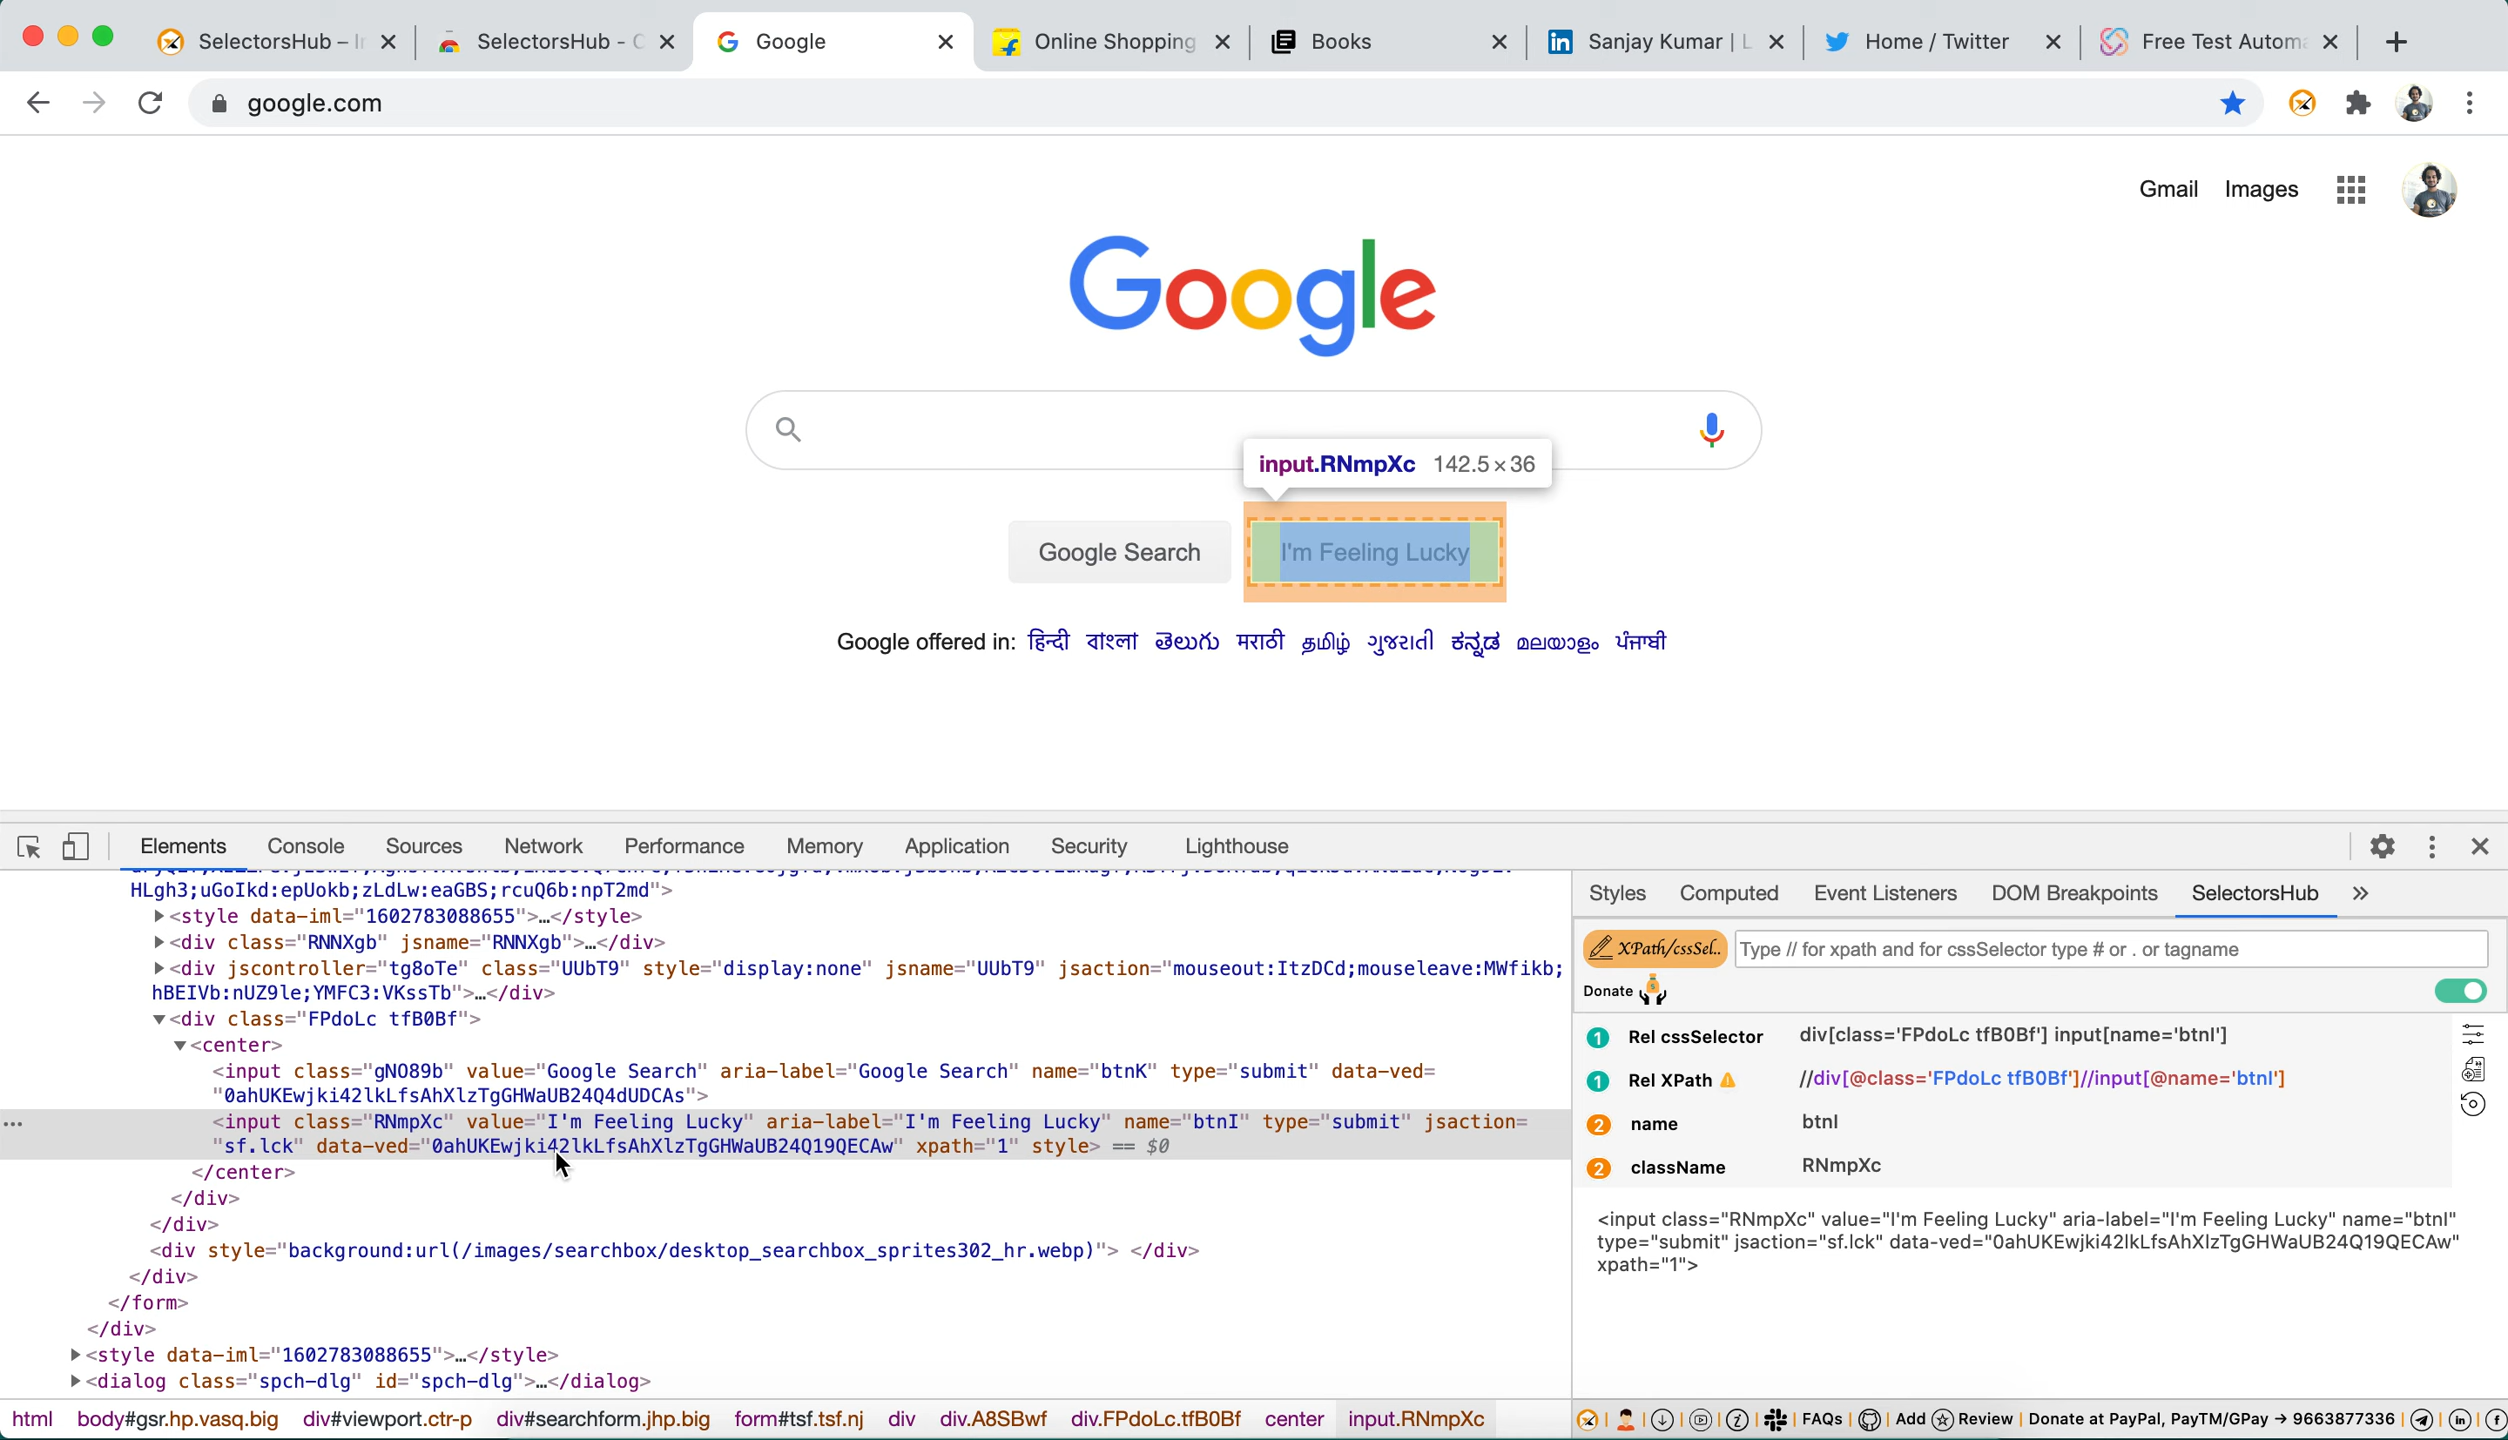 SelectorsHub – 
SelectorsHub - C
Google
Online Shopping
Books
Sanjay Kumar | L
Home / Twitter
Free Test Autom
google.com
Gmail Images
Google
input.RNmpXc 142.5×36
Google Search
I'm Feeling Lucky
Google offered in: हिन्दी বাংলা తెలుగు मराठी தமிழ் ગુજરાતી ಕನ್ನಡ മലയാളം ਪੰਜਾਬੀ
Elements Console Sources Network Performance Memory Application Security Lighthouse
HLgh3;uGoIkd:epUokb;zLdLw:eaGBS;rcuQ6b:npT2md">
<style data-iml="1602783088655">…</style>
<div class="RNNXgb" jsname="RNNXgb">…</div>
<div jscontroller="tg8oTe" class="UUbT9" style="display:none" jsname="UUbT9" jsaction="mouseout:ItzDCd;mouseleave:MWfikb;
hBEIVb:nUZ9le;YMFC3:VKssTb">…</div>
<div class="FPdoLc tfB0Bf">
<center>
<input class="gNO89b" value="Google Search" aria-label="Google Search" name="btnK" type="submit" data-ved=
"0ahUKEwjki42lkLfsAhXlzTgGHWaUB24Q4dUDCAs">
<input class="RNmpXc" value="I'm Feeling Lucky" aria-label="I'm Feeling Lucky" name="btnI" type="submit" jsaction=
"sf.lck" data-ved="0ahUKEwjki42lkLfsAhXlzTgGHWaUB24Q19QECAw" xpath="1" style> == $0
</center>
</div>
</div>
<div style="background:url(/images/searchbox/desktop_searchbox_sprites302_hr.webp)"> </div>
</div>
</form>
</div>
<style data-iml="1602783088655">…</style>
<dialog class="spch-dlg" id="spch-dlg">…</dialog>
html body#gsr.hp.vasq.big div#viewport.ctr-p div#searchform.jhp.big form#tsf.tsf.nj div div.A8SBwf div.FPdoLc.tfB0Bf center input.RNmpXc
Styles Computed Event Listeners DOM Breakpoints SelectorsHub »
XPath/cssSel.. Type // for xpath and for cssSelector type # or . or tagname
Donate
1 Rel cssSelector div[class='FPdoLc tfB0Bf'] input[name='btnI']
1 Rel XPath //div[@class='FPdoLc tfB0Bf']//input[@name='btnI']
2 name btnI
2 className RNmpXc
<input class="RNmpXc" value="I'm Feeling Lucky" aria-label="I'm Feeling Lucky" name="btnI"
type="submit" jsaction="sf.lck" data-ved="0ahUKEwjki42lkLfsAhXlzTgGHWaUB24Q19QECAw"
xpath="1">
FAQs | Add Review | Donate at PayPal, PayTM/GPay → 9663877336